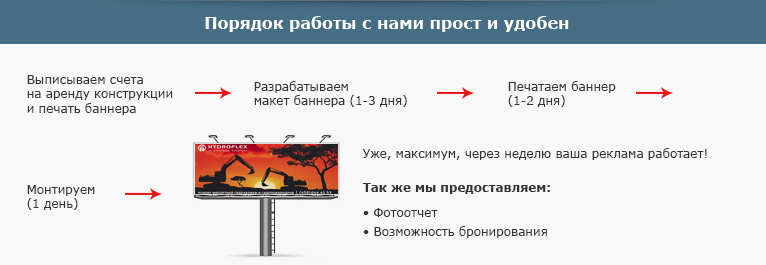 Порядок работы с нами прост и удобен
Выписываем счета
на аренду конструкции
и печать баннера
Разрабатываем
макет баннера (1-3 дня)
Печатаем баннер
(1-2 дня)
Монтируем
(1 день)
HYDROFLEX
Уже, максимум, через неделю ваша реклама работает!
Так же мы предоставляем:
• Фотоотчет
• Возможность бронирования